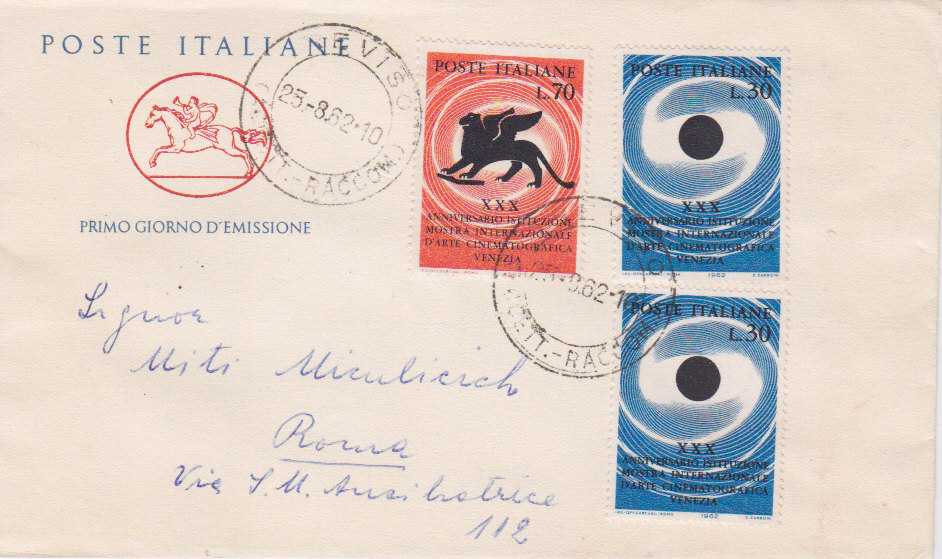 POSTE ITALIANE
PRIMO GIORNO D'EMISSIONE
TREVISO
25-8.62-10
ACCETT.-RACCOM.
POSTE ITALIANE
L.70
XXX
ANNIVERSARIO ISTITUZIONE
MOSTRA INTERNAZIONALE
D'ARTE CINEMATOGRAFICA
VENEZIA
POSTE ITALIANE
L.30
XXX
ANNIVERSARIO ISTITUZIONE
MOSTRA INTERNAZIONALE
D'ARTE CINEMATOGRAFICA
VENEZIA
1962
POSTE ITALIANE
L.30
XXX
ANNIVERSARIO ISTITUZIONE
MOSTRA INTERNAZIONALE
D'ARTE CINEMATOGRAFICA
VENEZIA
1962
Signor
Miti Miculicich
Roma
Via S. M. Ausiliatrice
112